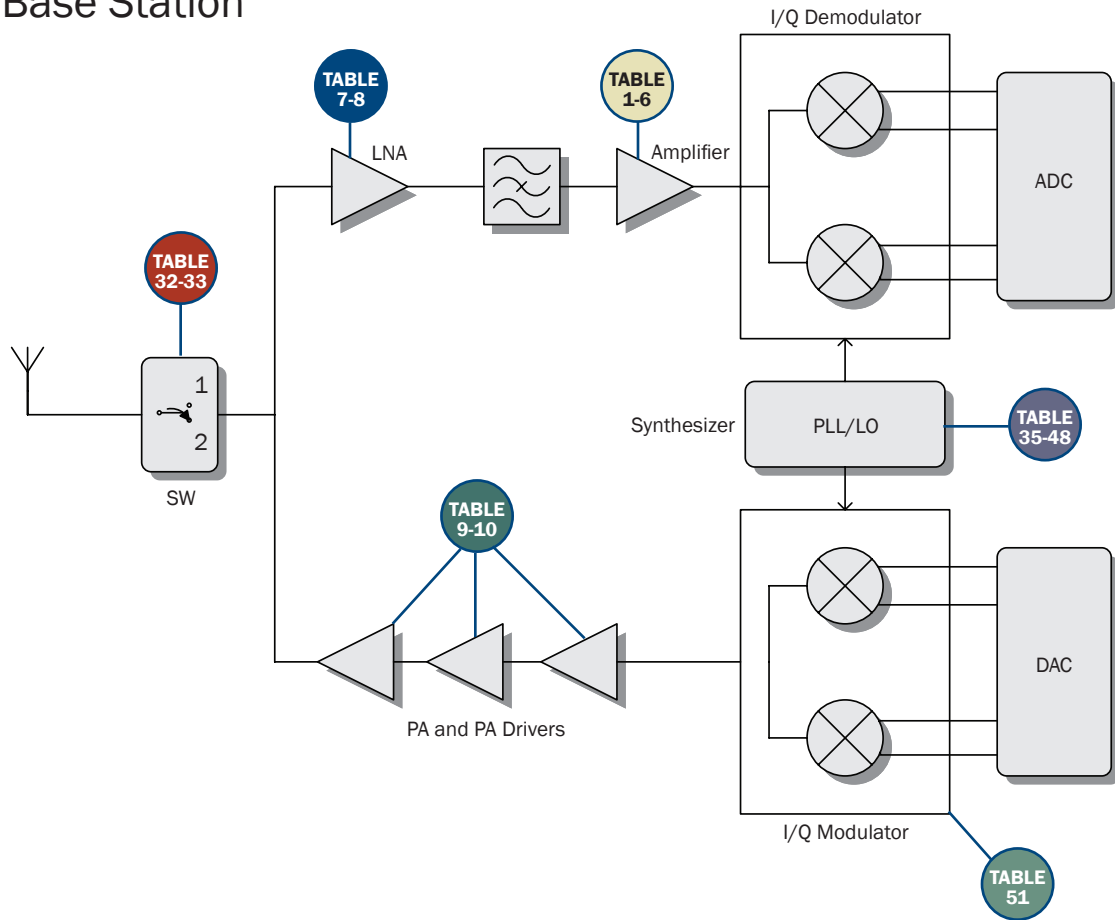 Base Station
I/Q Demodulator
TABLE
7-8
TABLE
1-6
LNA
Amplifier
ADC
TABLE
32-33
1
2
SW
Synthesizer
PLL/LO
TABLE
35-48
TABLE
9-10
PA and PA Drivers
DAC
I/Q Modulator
TABLE
51